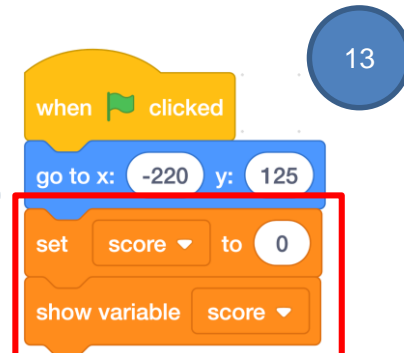 13
when clicked
go to x: -220 y: 125
set score to 0
show variable score